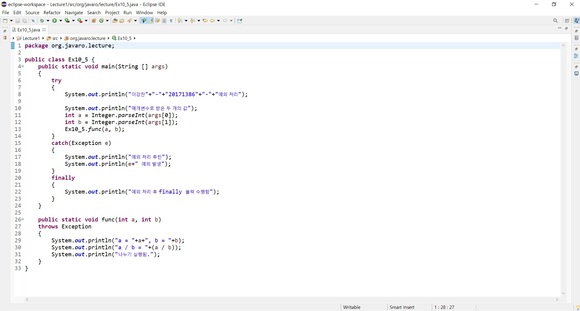 eclipse-workspace - Lecture1/src/org/javaro/lecture/Ex10_5.java - Eclipse IDE
File Edit Source Refactor Navigate Search Project Run Window Help
Ex10_5.java
Lecture1 src org.javaro.lecture Ex10_5
1 package org.javaro.lecture;
2
3 public class Ex10_5 {
4 public static void main(String [] args)
5 {
6 try
7 {
8 System.out.println("+"-"+"20171386"+"-"+"예외 처리");
9
10 System.out.println("매개변수로 받은 두 개의 값");
11 int a = Integer.parseInt(args[0]);
12 int b = Integer.parseInt(args[1]);
13 Ex10_5.func(a, b);
14 }
15 catch(Exception e)
16 {
17 System.out.println("예외 처리 루틴");
18 System.out.println(e+" 예외 발생");
19 }
20 finally
21 {
22 System.out.println("예외 처리 후 finally 블럭 수행됨");
23 }
24 }
25
26 public static void func(int a, int b)
27 throws Exception
28 {
29 System.out.println("a = "+a+", b = "+b);
30 System.out.println("a / b = "+(a / b));
31 System.out.println("나누기 실행됨.");
32 }
33 }
Writable Smart Insert 1 : 28 : 27